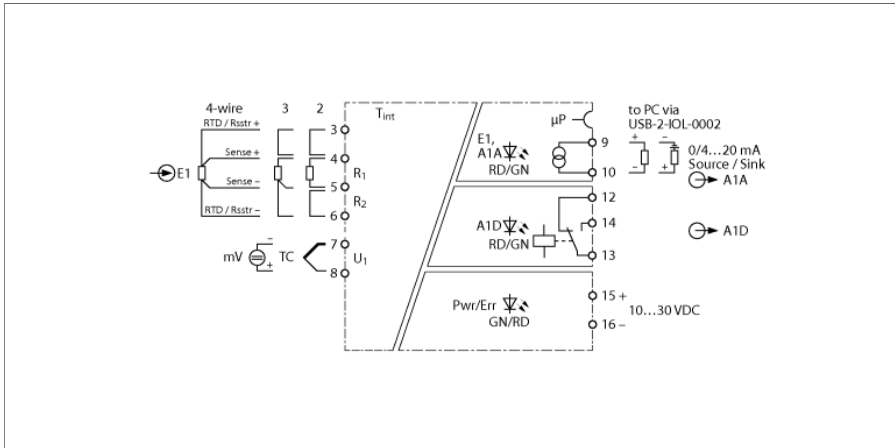 4-wire 3 2
RTD / Rsstr +
Sense +
E1
Sense –
RTD / Rsstr –
mV
–
+
TC
3
4
5
6
7
8
T int
R1
R2
U1
E1,
A1A
RD/GN
A1D
RD/GN
Pwr/Err
GN/RD
µP
9
10
12
14
13
15 +
16 –
to PC via
USB-2-IOL-0002
+ –
– +
0/4...20 mA
Source / Sink
A1A
A1D
10...30 VDC